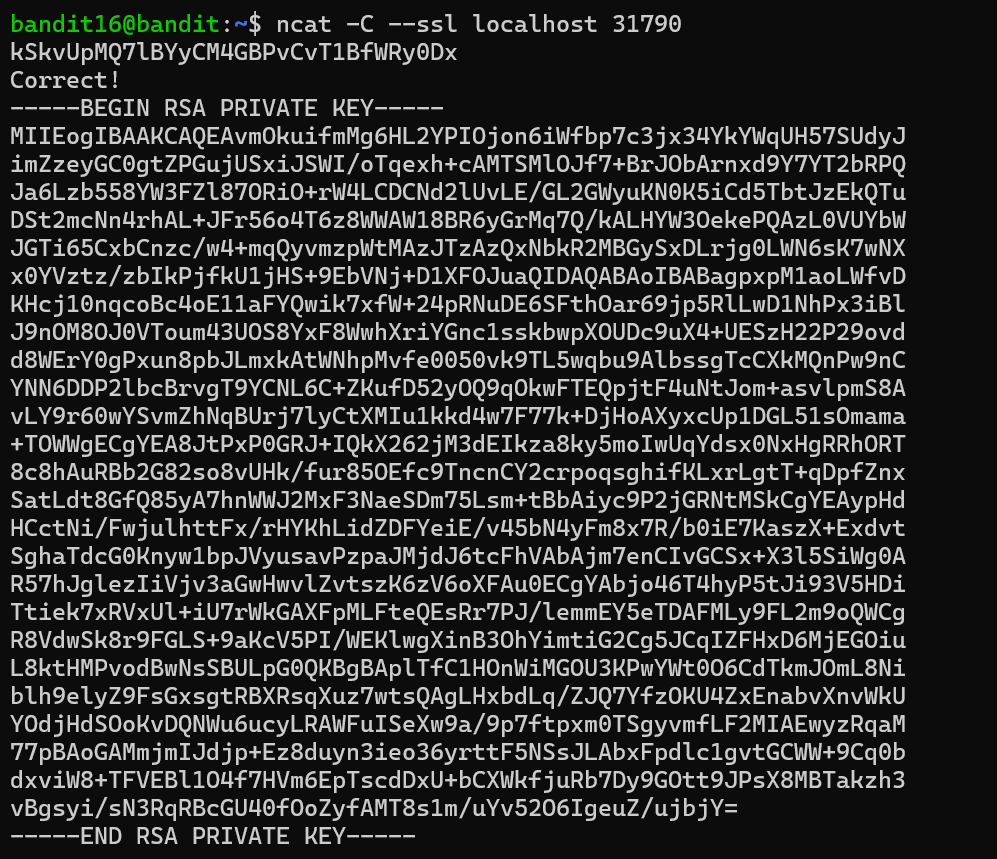 bandit16@bandit:~$ ncat -C --ssl localhost 31790
kSkvUpMQ7lBYyCM4GBPvCvT1BfWRy0Dx
Correct!
-----BEGIN RSA PRIVATE KEY-----
MIIEogIBAAKCAQEAvmOkuifmMg6HL2YPIOjon6iWfbp7c3jx34YkYWqUH57SUdyJ
imZzeyGC0gtZPGujUSxiJSWI/oTqexh+cAMTSMlOJf7+BrJObArnxd9Y7YT2bRPQ
Ja6Lzb558YW3FZl87ORiO+rW4LCDCNd2lUvLE/GL2GWyuKN0K5iCd5TbtJzEkQTu
DSt2mcNn4rhAL+JFr56o4T6z8WWAW18BR6yGrMq7Q/kALHYW3OekePQAzL0VUYbW
JGTi65CxbCnzc/w4+mqQyvmzpWtMAzJTzAzQxNbkR2MBGySxDLrjg0LWN6sK7wNX
x0YVztz/zbIkPjfkU1jHS+9EbVNj+D1XFOJuaQIDAQABAoIBABagpxpM1aoLWfvD
KHcj10nqcoBc4oE11aFYQwik7xfW+24pRNuDE6SFthOar69jp5RlLwD1NhPx3iBl
J9nOM8OJ0VToum43UOS8YxF8WwhXriYGnc1sskbwpXOUDc9uX4+UESzH22P29ovd
d8WErY0gPxun8pbJLmxkAtWNhpMvfe0050vk9TL5wqbu9AlbssgTcCXkMQnPw9nC
YNN6DDP2lbcBrvgT9YCNL6C+ZKufD52yOQ9qOkwFTEQpjtF4uNtJom+asvlpmS8A
vLY9r60wYSvmZhNqBUrj7lyCtXMIu1kkd4w7F77k+DjHoAXyxcUp1DGL51sOmama
+TOWWgECgYEA8JtPxP0GRJ+IQkX262jM3dEIkza8ky5moIwUqYdsx0NxHgRRhORT
8c8hAuRBb2G82so8vUHk/fur85OEfc9TncnCY2crpoqsghifKLxrLgtT+qDpfZnx
SatLdt8GfQ85yA7hnWWJ2MxF3NaeSDm75Lsm+tBbAiyc9P2jGRNtMSkCgYEAypHd
HCctNi/FwjulhttFx/rHYKhLidZDFYeiE/v45bN4yFm8x7R/b0iE7KaszX+Exdvt
SghaTdcG0Knyw1bpJVyusavPzpaJMjdJ6tcFhVAbAjm7enCIvGCSx+X3l5SiWg0A
R57hJglezIiVjv3aGwHwvlZvtszK6zV6oXFAu0ECgYAbjo46T4hyP5tJi93V5HDi
Ttiek7xRVxUl+iU7rWkGAXFpMLFteQEsRr7PJ/lemmEY5eTDAFMLy9FL2m9oQWCg
R8VdwSk8r9FGLS+9aKcV5PI/WEKlwgXinB3OhYimtiG2Cg5JCqIZFHxD6MjEGOiu
L8ktHMPvodBwNsSBULpG0QKBgBAplTfC1HOnWiMGOU3KPwYWt0O6CdTkmJOmL8Ni
blh9elyZ9FsGxsgtRBXRsqXuz7wtsQAgLHxbdLq/ZJQ7YfzOKU4ZxEnabvXnvWkU
YOdjHdSOoKvDQNWu6ucyLRAWFuISeXw9a/9p7ftpxm0TSgyvmfLF2MIAEwyzRqaM
77pBAoGAMmjmIJdjp+Ez8duyn3ieo36yrttF5NSsJLAbxFpdlc1gvtGCWW+9Cq0b
dxviW8+TFVEBl1O4f7HVm6EpTscdDxU+bCXWkfjuRb7Dy9GOtt9JPsX8MBTakzh3
vBgsyi/sN3RqRBcGU40fOoZyfAMT8s1m/uYv52O6IgeuZ/ujbjY=
-----END RSA PRIVATE KEY-----